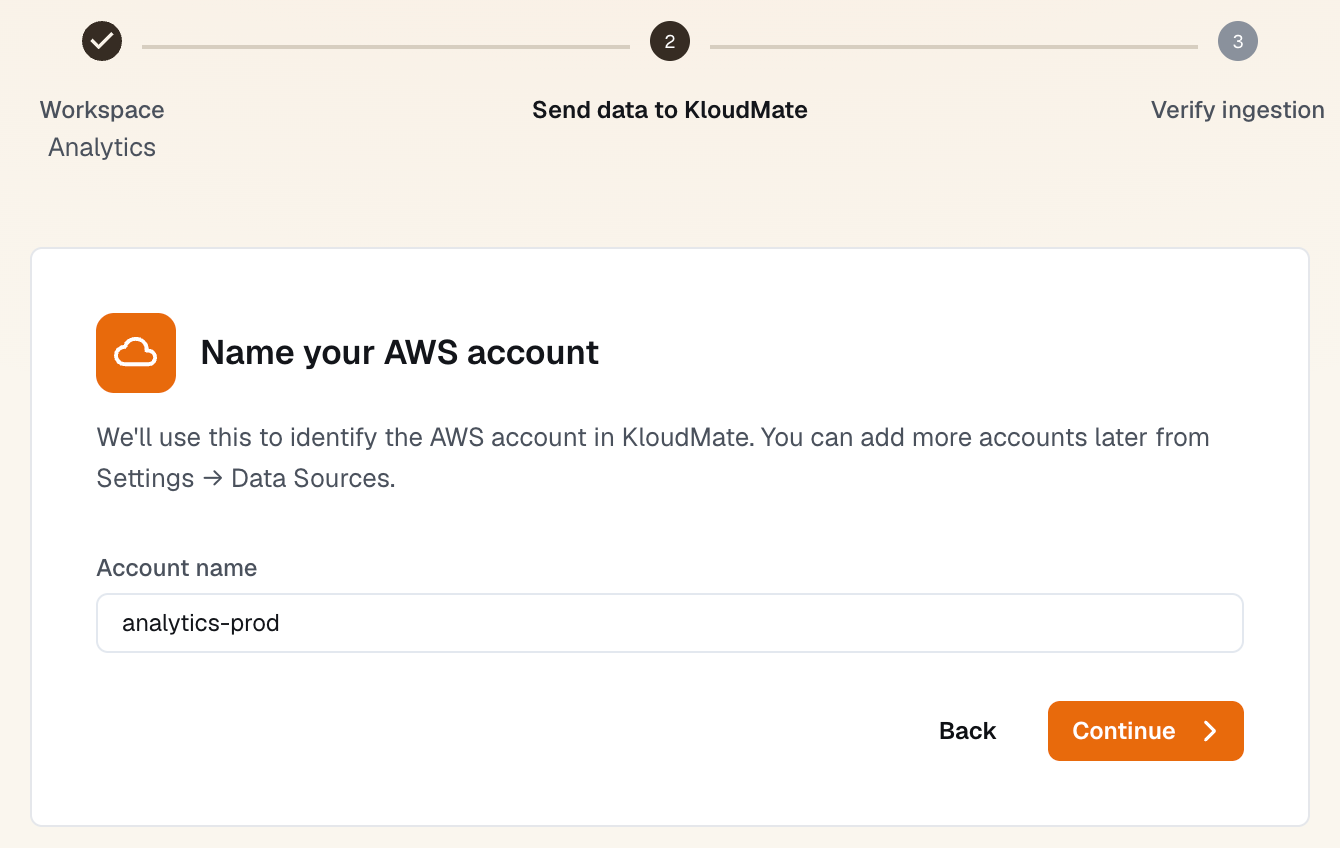 2
3
Workspace
Analytics
Send data to KloudMate
Verify ingestion
Name your AWS account
We'll use this to identify the AWS account in KloudMate. You can add more accounts later from
Settings → Data Sources.
Account name
analytics-prod
Back
Continue